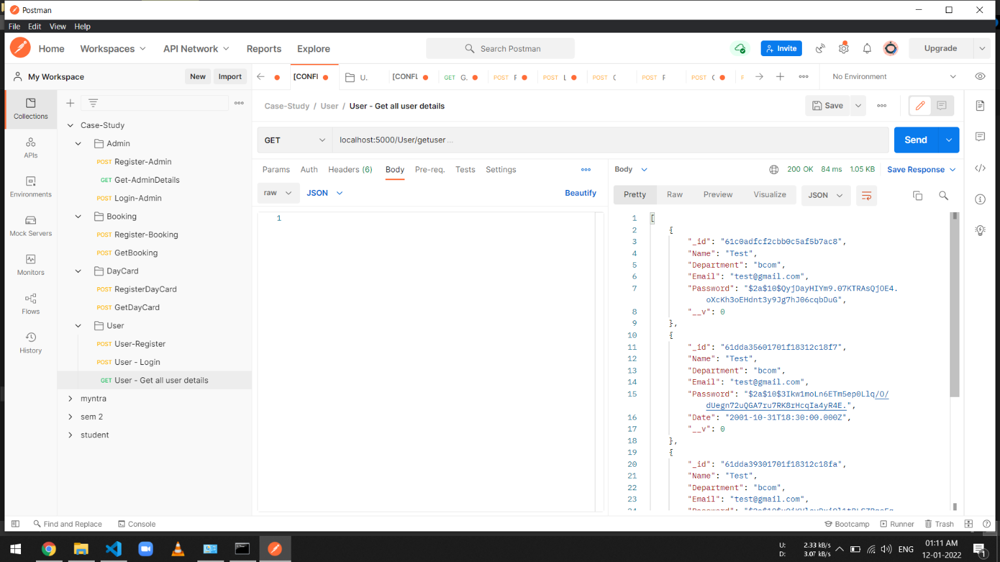 Postman
File Edit View Help
Home Workspaces API Network Reports Explore Search Postman Invite Upgrade
My Workspace New Import [CONFI U. [CONFL GET G. POST F POST L POST C POST F POST C No Environment
Collections
APIs
Environments
Mock Servers
Monitors
Flows
History
Case-Study
Admin
POST Register-Admin
GET Get-AdminDetails
POST Login-Admin
Booking
POST Register-Booking
POST GetBooking
DayCard
POST RegisterDayCard
POST GetDayCard
User
POST User-Register
POST User - Login
GET User - Get all user details
myntra
sem 2
student
Case-Study / User / User - Get all user details Save
GET localhost:5000/User/getuser ... Send
Params Auth Headers (6) Body Pre-req. Tests Settings
raw JSON Beautify
1
Body 200 OK 84 ms 1.05 KB Save Response
Pretty Raw Preview Visualize JSON
1 [
2 {
3 "_id": "61c0adfcf2cbb0c5af5b7ac8",
4 "Name": "Test",
5 "Department": "bcom",
6 "Email": "test@gmail.com",
7 "Password": "$2a$10$QyjDayHIYm9.07KTRAsQjOE4.
oXcKh3oEHdnt3y9Jg7hJ06cqbDuG",
8 "__v": 0
9 },
10 {
11 "_id": "61dda35601701f18312c18f7",
12 "Name": "Test",
13 "Department": "bcom",
14 "Email": "test@gmail.com",
15 "Password": "$2a$10$3Ikw1moLn6ETm5ep0Llq/O/
dUegn72uQGA7ru7RK8rHcqIa4yR4E.",
16 "Date": "2001-10-31T18:30:00.000Z",
17 "__v": 0
18 },
19 {
20 "_id": "61dda39301701f18312c18fa",
21 "Name": "Test",
22 "Department": "bcom",
23 "Email": "test@gmail.com",
Find and Replace Console Bootcamp Runner Trash
U: 2.33 kB/s
D: 3.07 kB/s
ENG
01:11 AM
12-01-2022
1